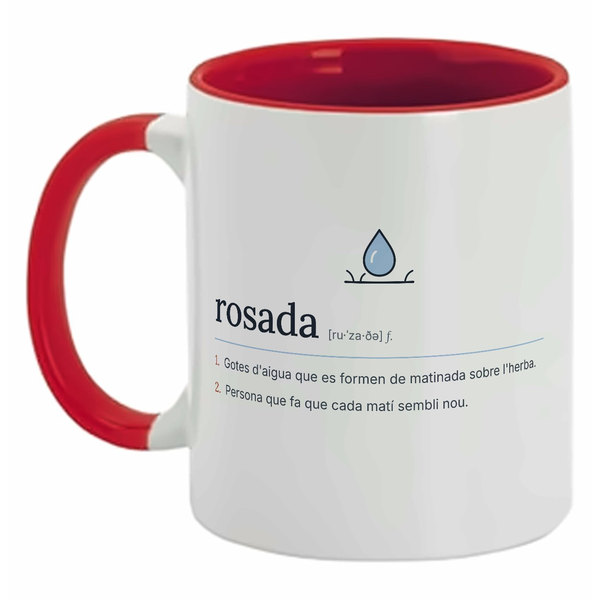 rosada [ru·ˈza·ðə] f.
1. Gotes d'aigua que es formen de matinada sobre l'herba.
2. Persona que fa que cada matí sembli nou.